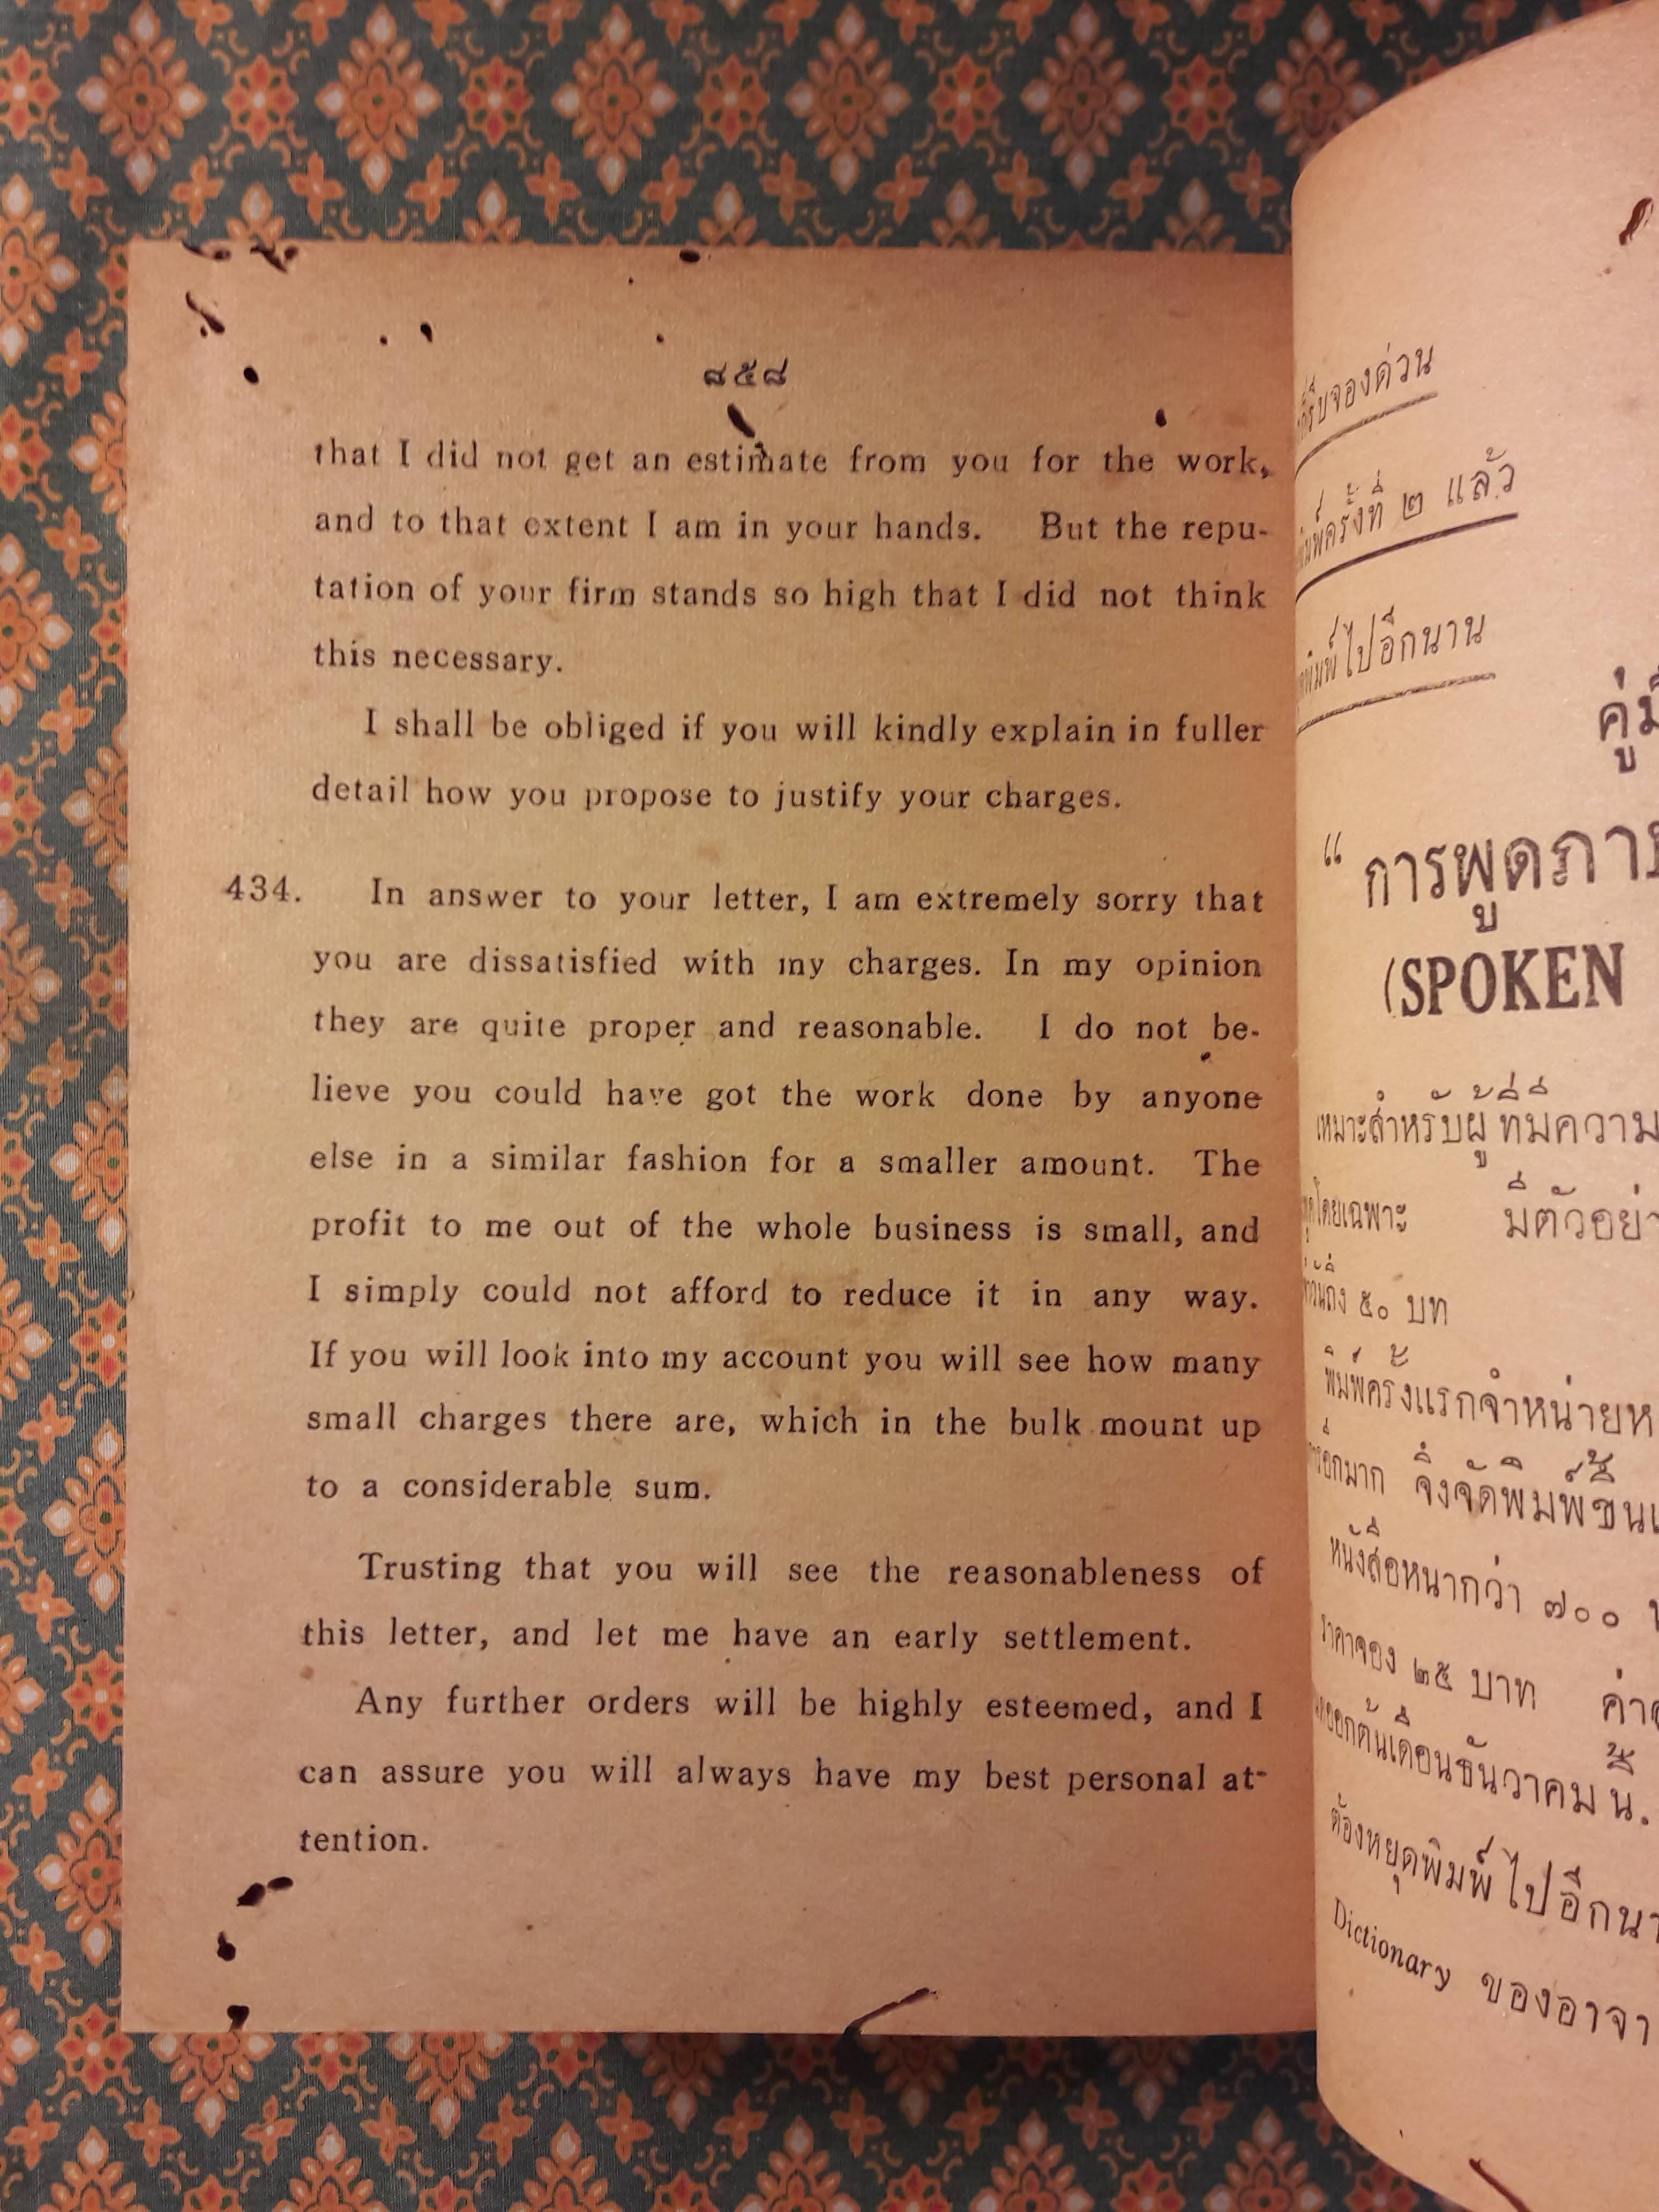 ๘๕๘
that I did not get an estimate from you for the work,
and to that extent I am in your hands. But the repu-
tation of your firm stands so high that I did not think
this necessary.
I shall be obliged if you will kindly explain in fuller
detail how you propose to justify your charges.
434. In answer to your letter, I am extremely sorry that
you are dissatisfied with my charges. In my opinion
they are quite proper and reasonable. I do not be-
lieve you could have got the work done by anyone
else in a similar fashion for a smaller amount. The
profit to me out of the whole business is small, and
I simply could not afford to reduce it in any way.
If you will look into my account you will see how many
small charges there are, which in the bulk mount up
to a considerable sum.
Trusting that you will see the reasonableness of
this letter, and let me have an early settlement.
Any further orders will be highly esteemed, and I
can assure you will always have my best personal at-
tention.
จองด่วน
ครั้งที่ ๒ แล้ว
ไปอีกนาน
"การพูด
(SPOKEN
เหมาะสำหรับผู้ที่มีความ
โดยเฉพาะ มีตัวอย่
๕๐ บท
พิมพ์ครั้งแรกจำหน่ายห
อีกมาก จึงจัดพิมพ์ขึ้น
หนังสือหนากว่า ๗๐๐
ราคาจอง ๒๕ บาท ค่า
ออกต้นเดือนธันวาคมนี้.
ต้องหยุดพิมพ์ไปอีกนา
Dictionary ของอาจา